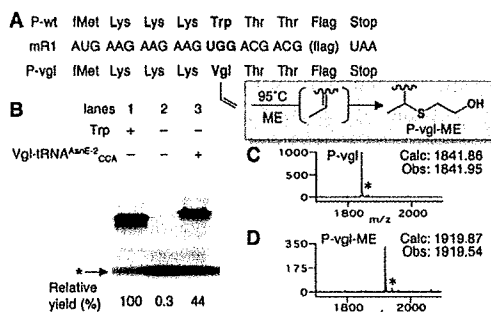 A P-wt fMet Lys Lys Lys Trp Thr Thr Flag Stop
mR1 AUG AAG AAG AAG UGG ACG ACG (flag) UAA
P-vgl fMet Lys Lys Lys Vgl Thr Thr Flag Stop
95°C
ME
OH
S
P-vgl-ME
B lanes 1 2 3
Trp + – –
Vgl-tRNAAsnE-2CCA – – +
*
Relative yield (%) 100 0.3 44
C
P-vgl
Calc: 1841.86
Obs: 1841.95
1000
500
0
*
1800 2000
m/z
D
P-vgl-ME
Calc: 1919.87
Obs: 1919.54
350
175
0
*
1800 2000